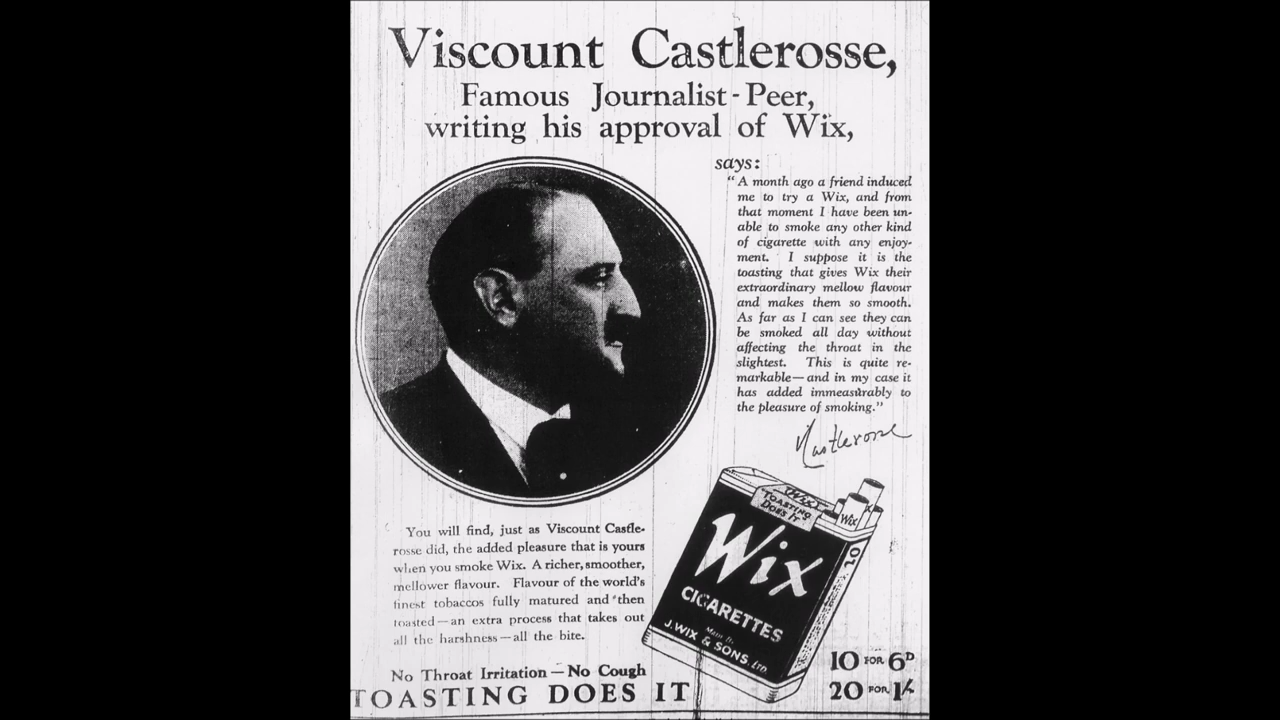 Viscount Castlerosse,
Famous Journalist - Peer,
writing his approval of Wix,
says:
“A month ago a friend induced
me to try a Wix, and from
that moment I have been un-
able to smoke any other kind
of cigarette with any enjoy-
ment. I suppose it is the
toasting that gives Wix their
extraordinary mellow flavour
and makes them so smooth.
As far as I can see they can
be smoked all day without
affecting the throat in the
slightest. This is quite re-
markable—and in my case it
has added immeasurably to
the pleasure of smoking.”
Castlerosse
You will find, just as Viscount Castle-
rosse did, the added pleasure that is yours
when you smoke Wix. A richer, smoother,
mellower flavour. Flavour of the world's
finest tobaccos fully matured and then
toasted—an extra process that takes out
all the harshness—all the bite.
No Throat Irritation — No Cough
TOASTING DOES IT
Wix
TOASTING
DOES IT
Wix
Wix
CIGARETTES
Made By
J. WIX & SONS, LTD
10
10 FOR 6D
20 FOR 1/-